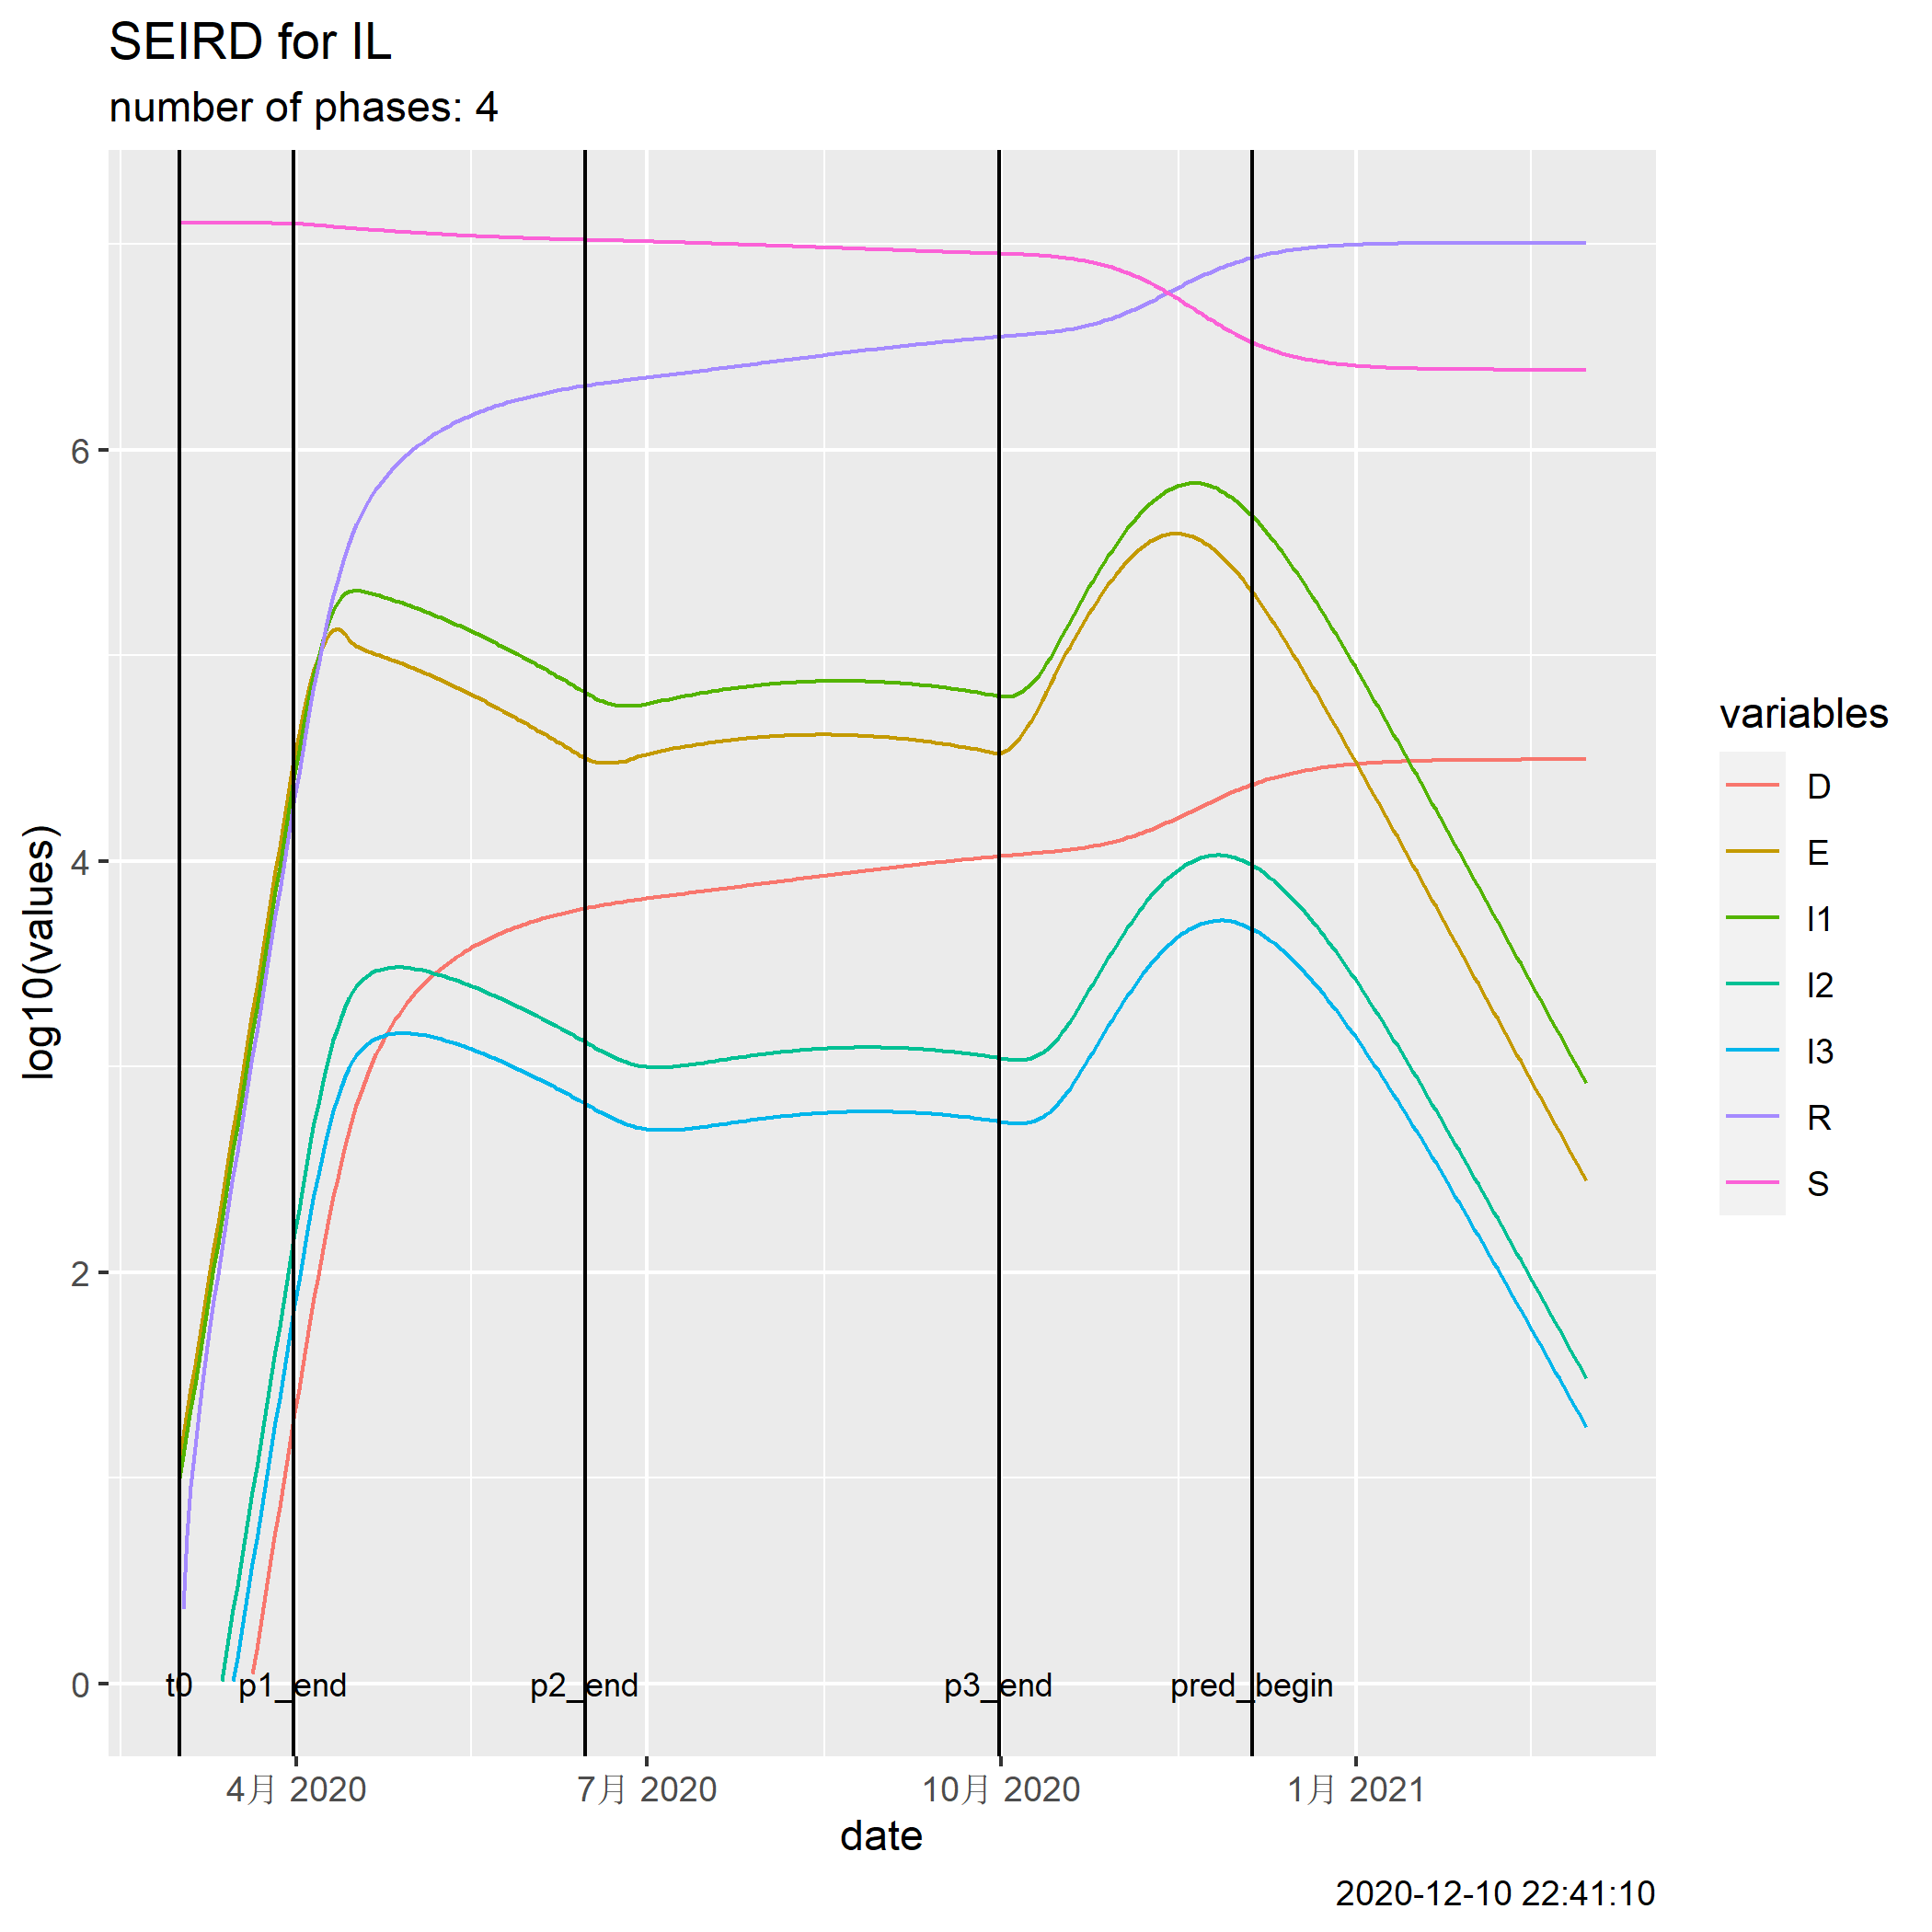 SEIRD for IL
number of phases: 4
log10(values)
6
4
2
0
t0 p1_end p2_end p3_end pred_begin
4月 2020 7月 2020 10月 2020 1月 2021
date
variables
D
E
I1
I2
I3
R
S
2020-12-10 22:41:10